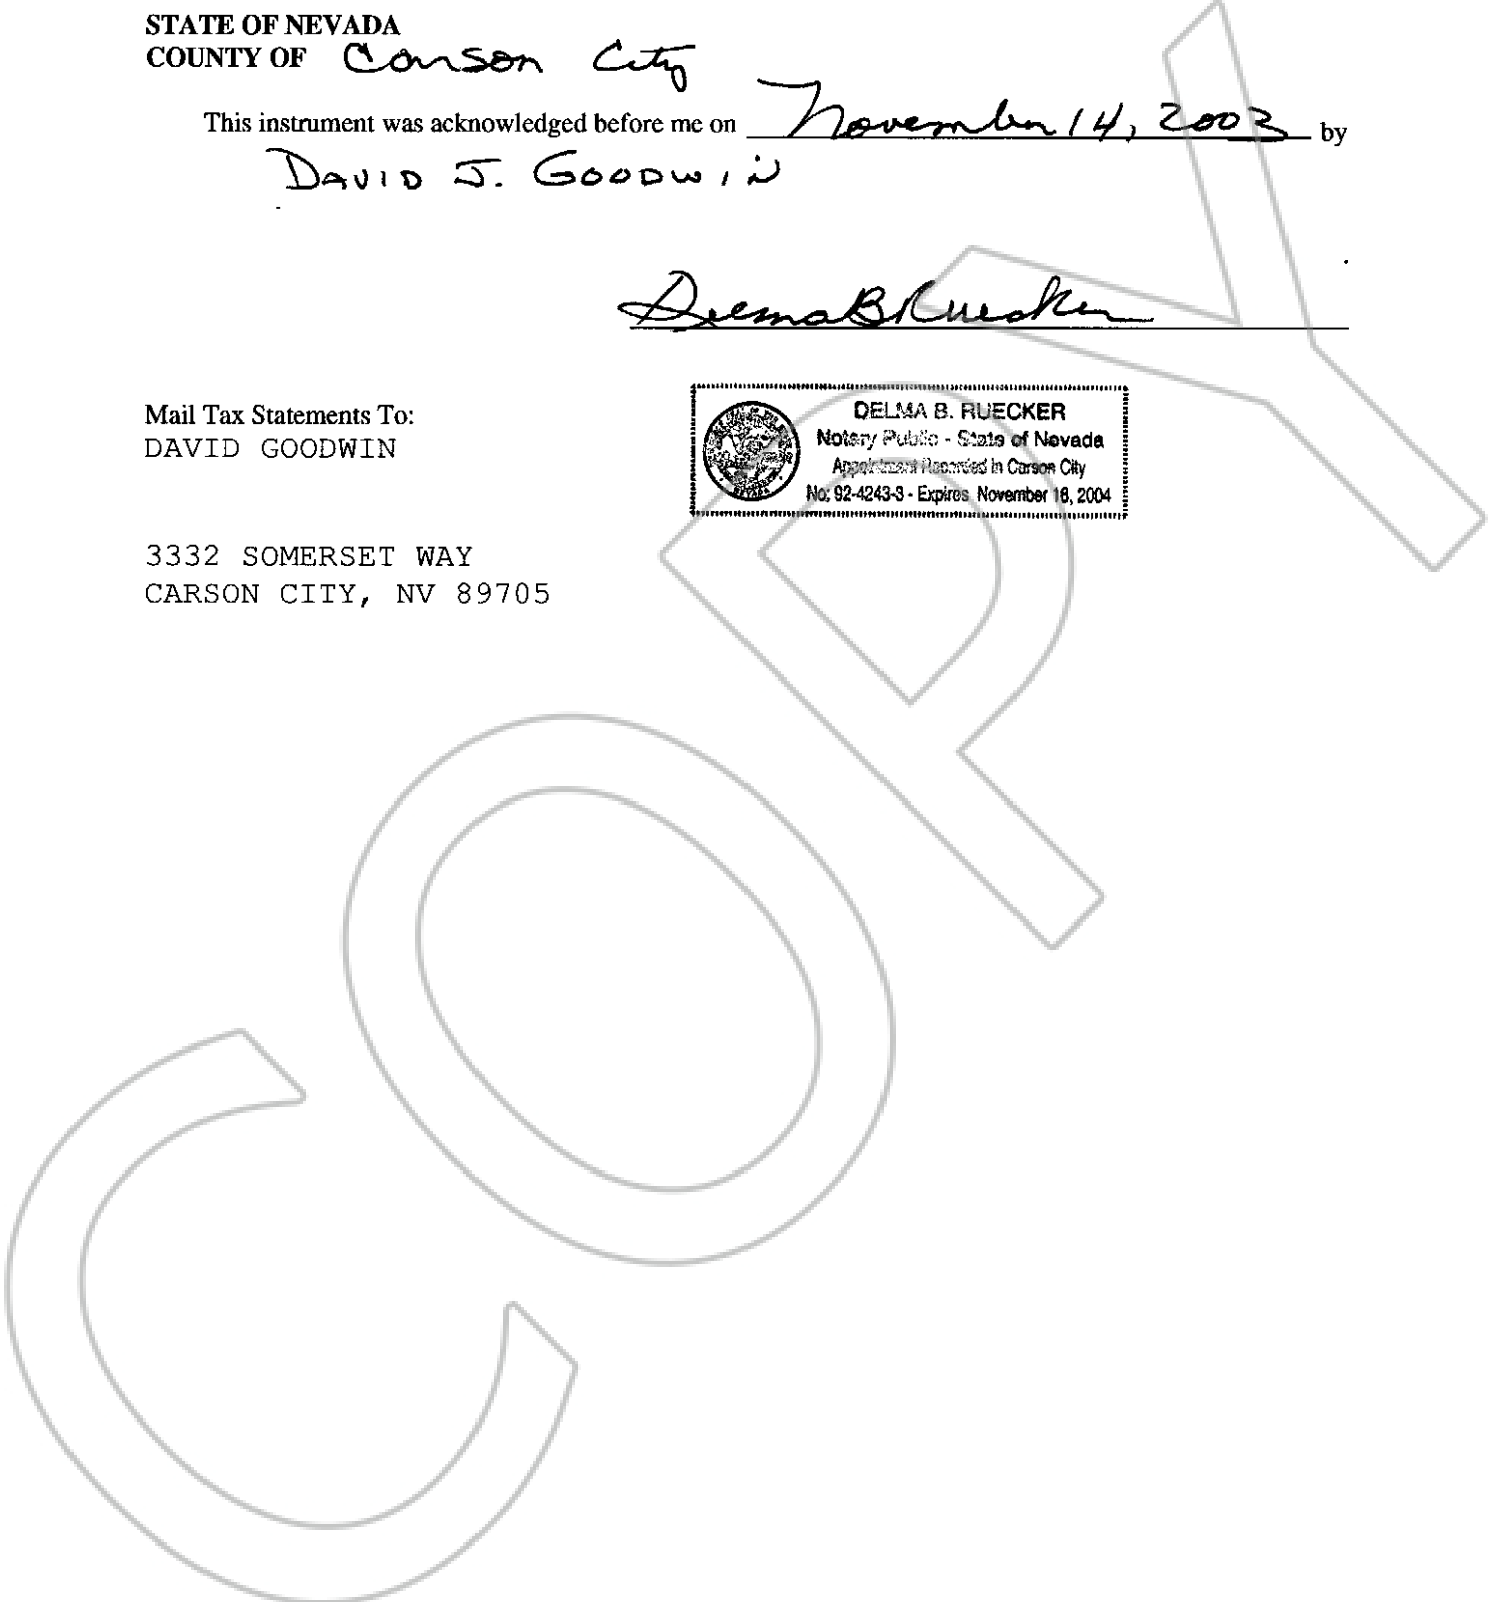 STATE OF NEVADA
COUNTY OF Carson City
This instrument was acknowledged before me on November 14, 2003 by
DAVID J. GOODWIN
Delma B Ruecker
Mail Tax Statements To:
DAVID GOODWIN
3332 SOMERSET WAY
CARSON CITY, NV 89705
DELMA B. RUECKER
Notary Public - State of Nevada
Appointment Recorded in Carson City
No: 92-4243-3 - Expires November 18, 2004
COPY